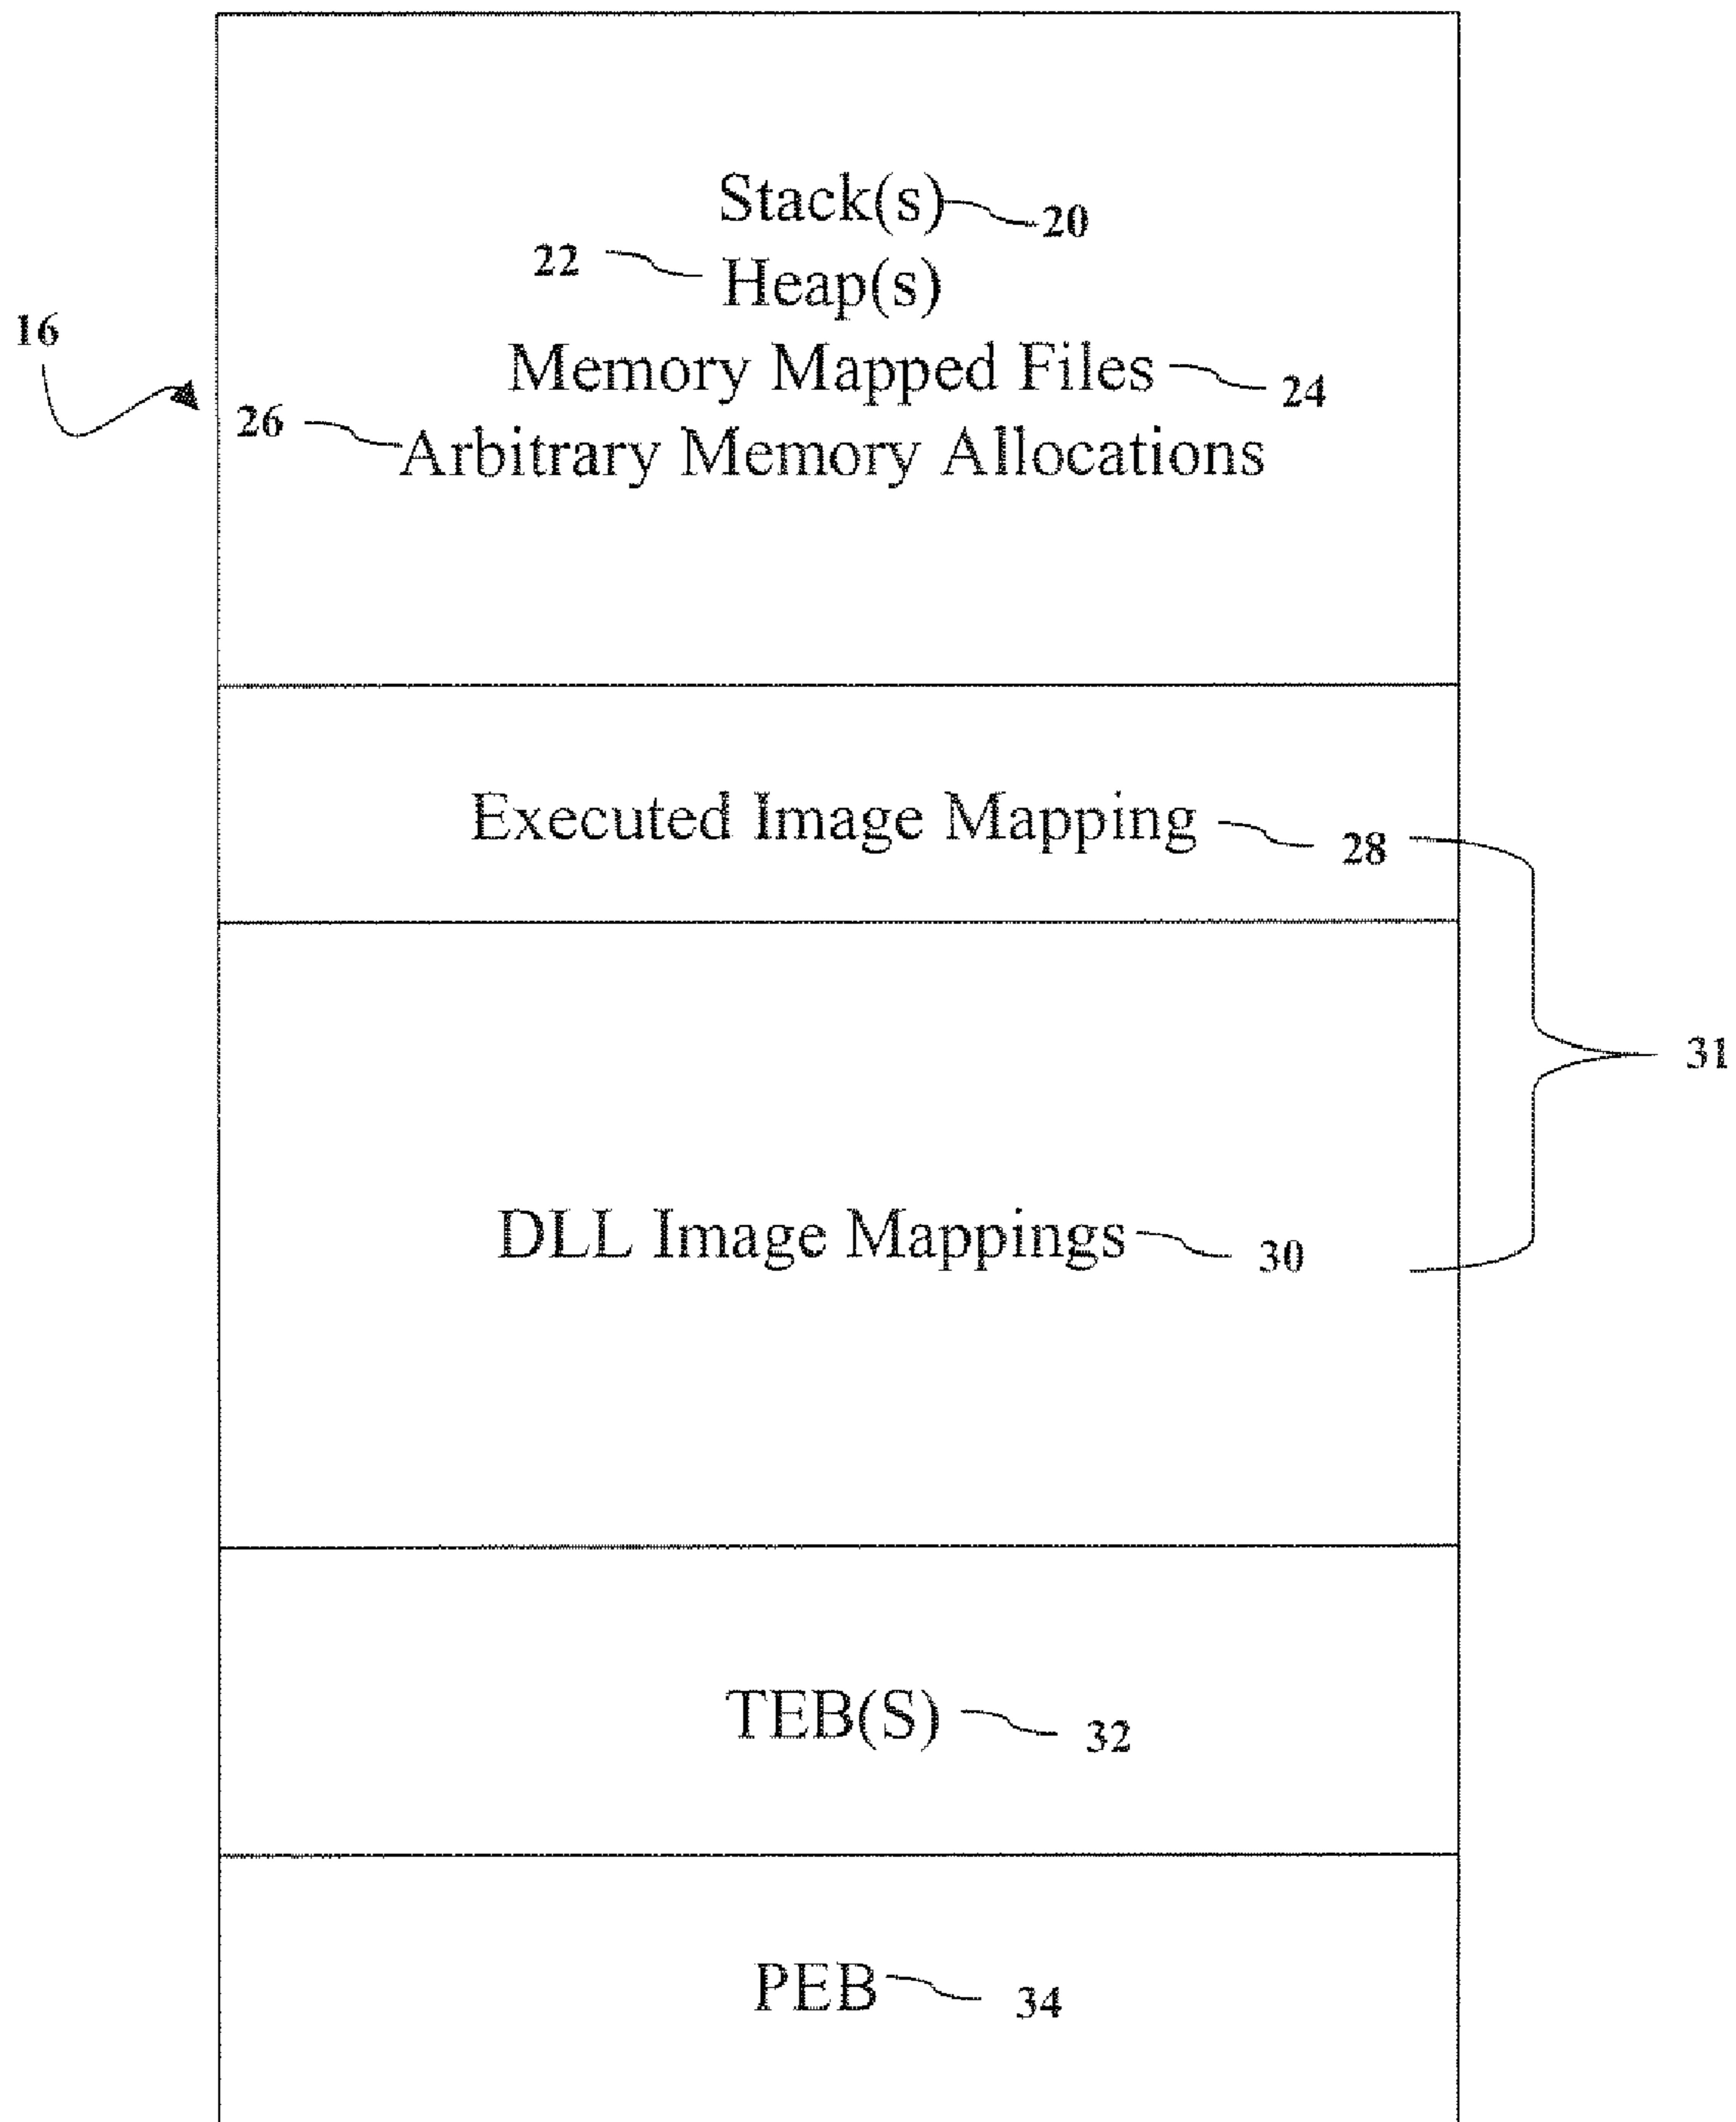 Stack(s) 20
22 Heap(s)
16
Memory Mapped Files 24
26 Arbitrary Memory Allocations
Executed Image Mapping 28
31
DLL Image Mappings 30
TEB(S) 32
PEB 34